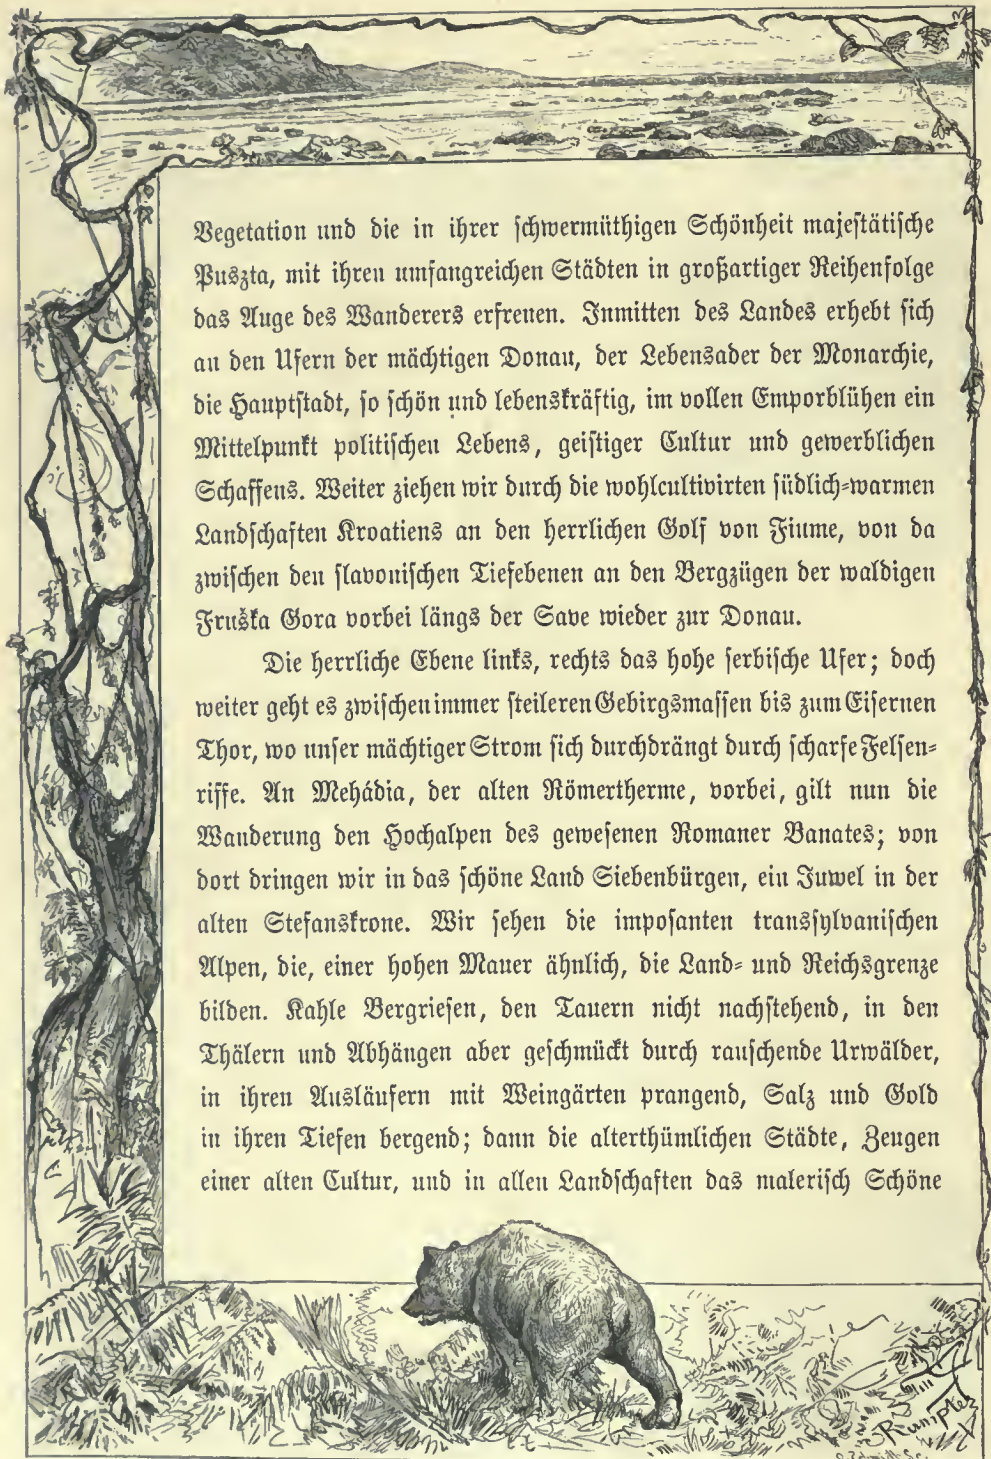 Vegetation und die in ihrer schwermüthigen Schönheit majestätische
Puszta, mit ihren umfangreichen Städten in großartiger Reihenfolge
das Auge des Wanderers erfreuen. Inmitten des Landes erhebt sich
an den Ufern der mächtigen Donau, der Lebensader der Monarchie,
die Hauptstadt, so schön und lebenskräftig, im vollen Emporblühen ein
Mittelpunkt politischen Lebens, geistiger Cultur und gewerblichen
Schaffens. Weiter ziehen wir durch die wohlcultivirten südlich-warmen
Landschaften Kroatiens an den herrlichen Golf von Fiume, von da
zwischen den slavonischen Tiefebenen an den Bergzügen der waldigen
Fruška Gora vorbei längs der Save wieder zur Donau.
Die herrliche Ebene links, rechts das hohe serbische Ufer; doch
weiter geht es zwischen immer steileren Gebirgsmassen bis zum Eisernen
Thor, wo unser mächtiger Strom sich durchdrängt durch scharfe Felsen-
riffe. An Mehádia, der alten Römertherme, vorbei, gilt nun die
Wanderung den Hochalpen des gewesenen Romaner Banates; von
dort dringen wir in das schöne Land Siebenbürgen, ein Juwel in der
alten Stefanskrone. Wir sehen die imposanten transsylvanischen
Alpen, die, einer hohen Mauer ähnlich, die Land- und Reichsgrenze
bilden. Kahle Bergriesen, den Tauern nicht nachstehend, in den
Thälern und Abhängen aber geschmückt durch rauschende Urwälder,
in ihren Ausläufern mit Weingärten prangend, Salz und Gold
in ihren Tiefen bergend; dann die alterthümlichen Städte, Zeugen
einer alten Cultur, und in allen Landschaften das malerisch Schöne